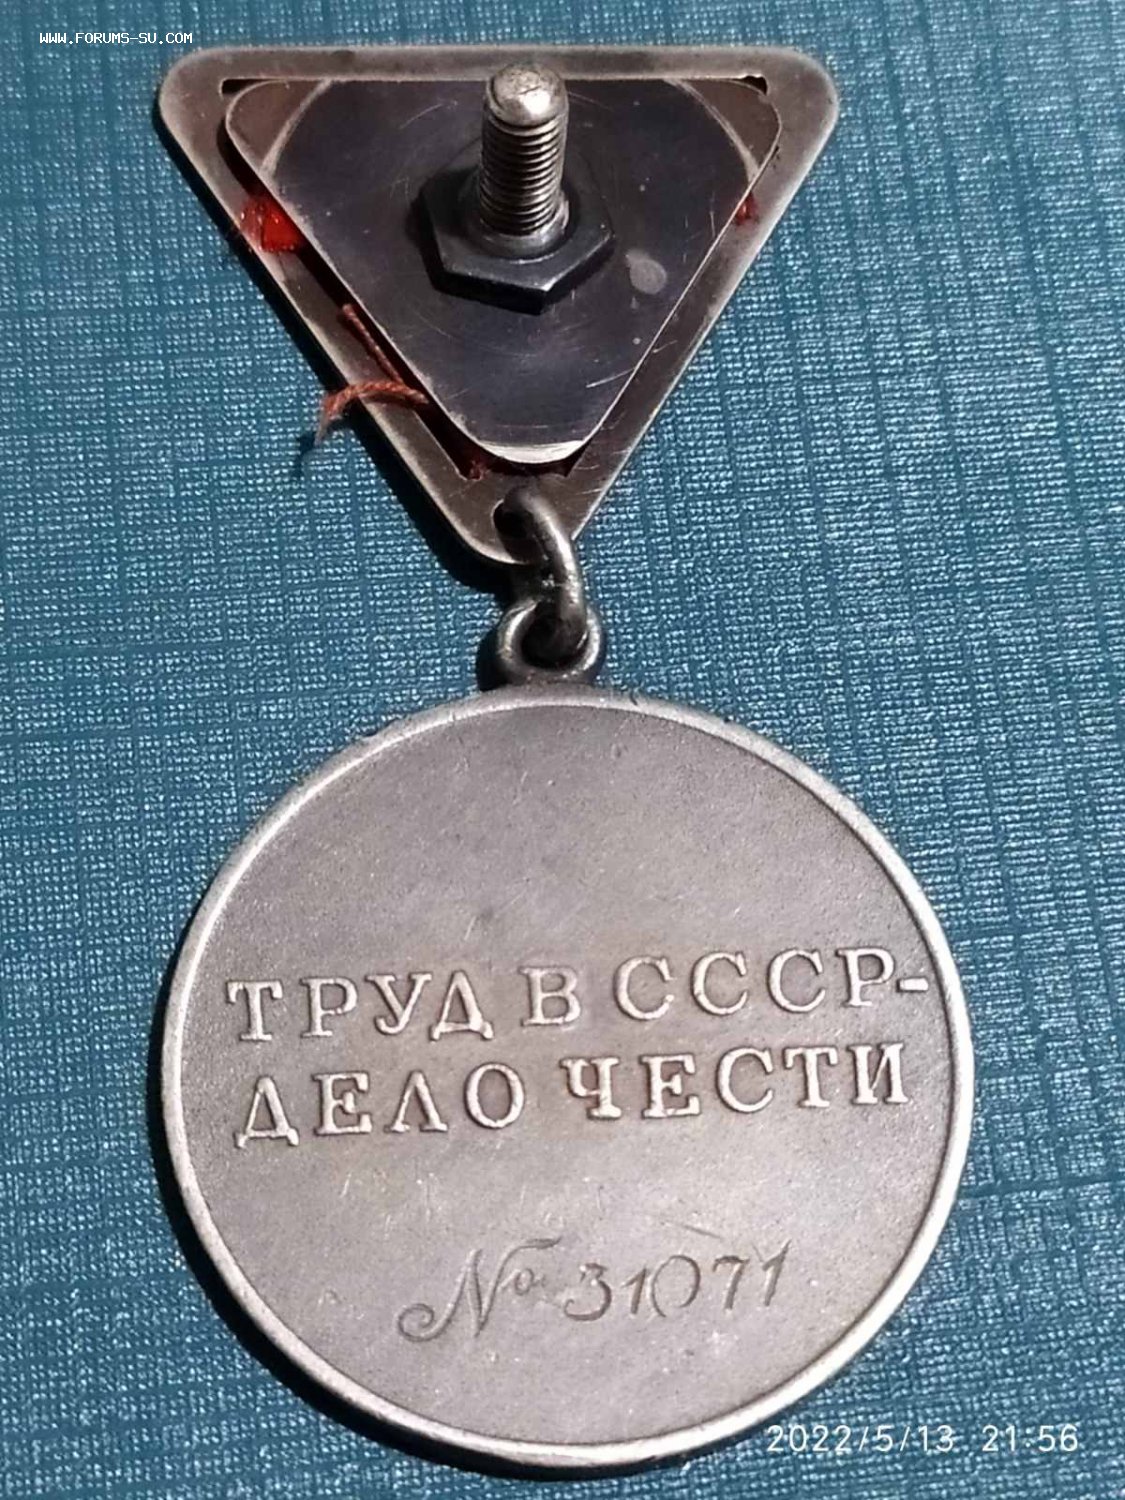 WWW.FORUMS-SU.COM
ТРУД В СССР-
ДЕЛО ЧЕСТИ
№ 31071
2022/5/13 21:56